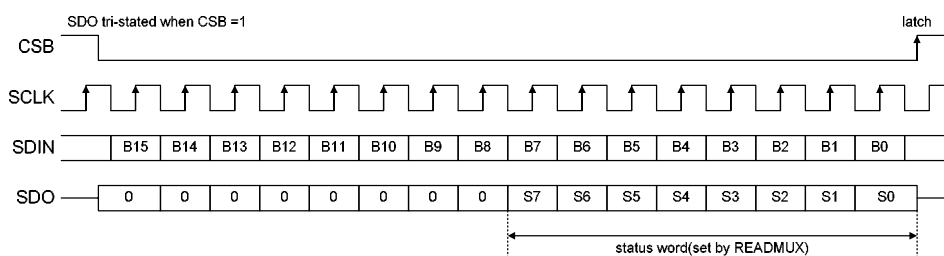 SDO tri-stated when CSB =1 latch
CSB
SCLK
SDIN B15 B14 B13 B12 B11 B10 B9 B8 B7 B6 B5 B4 B3 B2 B1 B0
SDO 0 0 0 0 0 0 0 0 S7 S6 S5 S4 S3 S2 S1 S0
status word(set by READMUX)